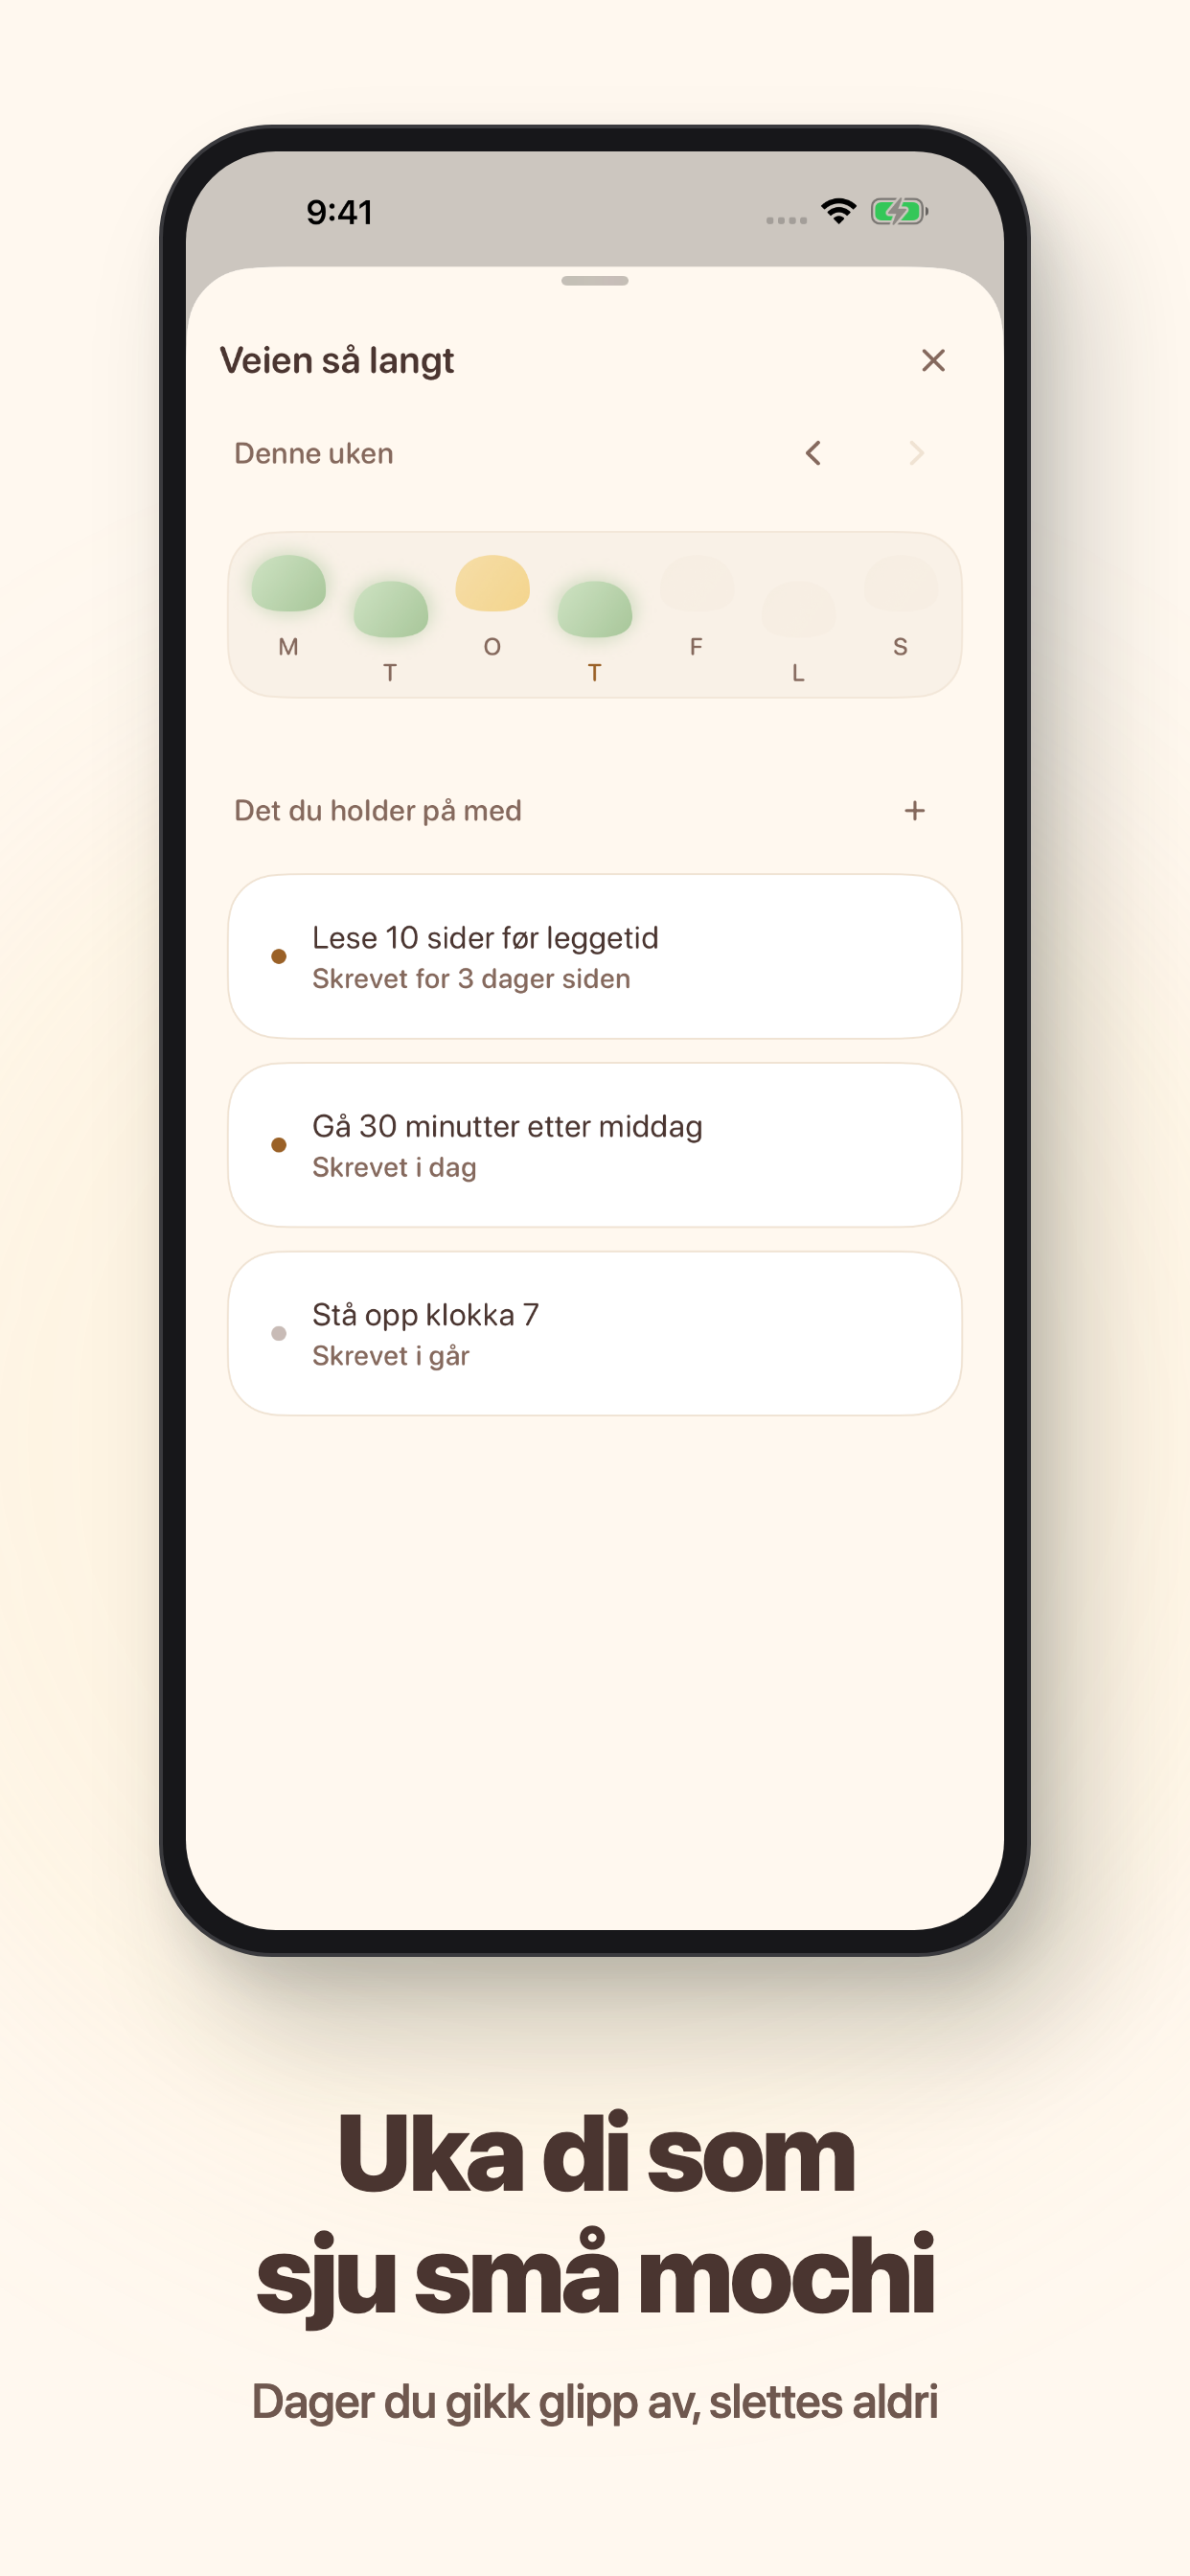 9:41
Veien så langt
Denne uken
M T O T F L S
Det du holder på med
Lese 10 sider før leggetid
Skrevet for 3 dager siden
Gå 30 minutter etter middag
Skrevet i dag
Stå opp klokka 7
Skrevet i går
Uka di som
sju små mochi
Dager du gikk glipp av, slettes aldri